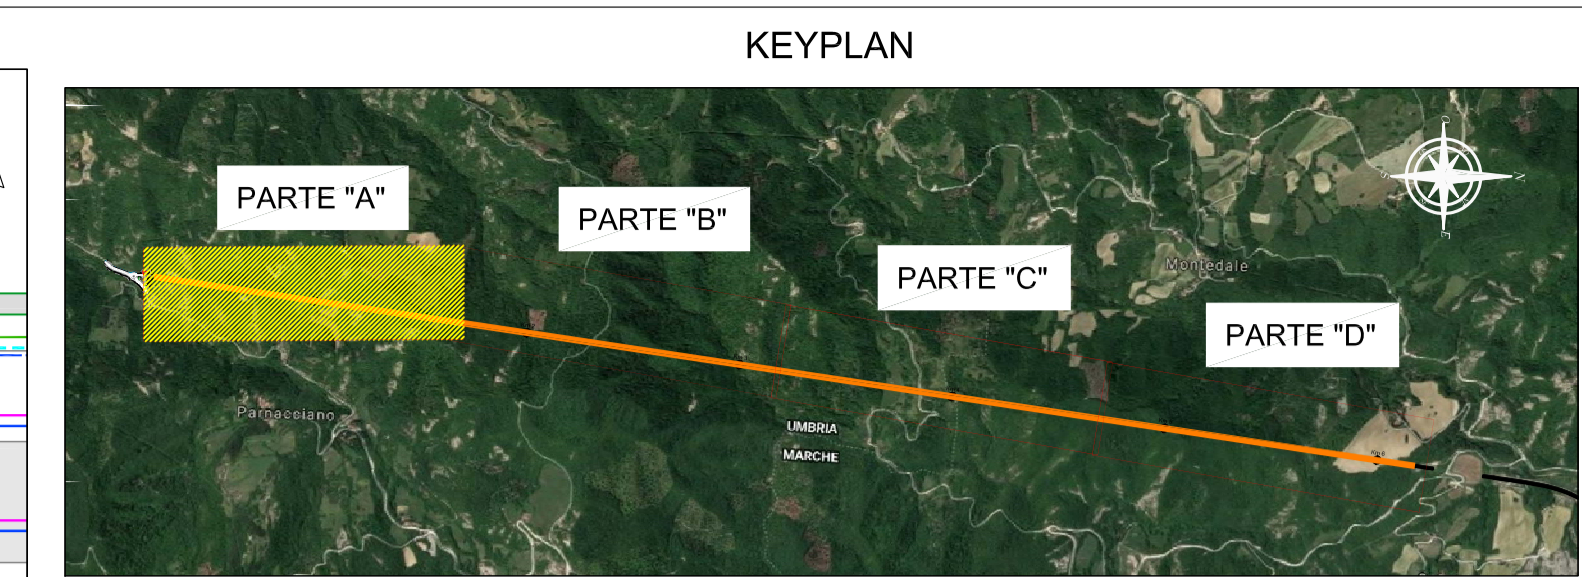 KEYPLAN
PARTE "A"
PARTE "B"
PARTE "C"
PARTE "D"
Montedale
Parnacciano
UMBRIA
MARCHE
N
E
S